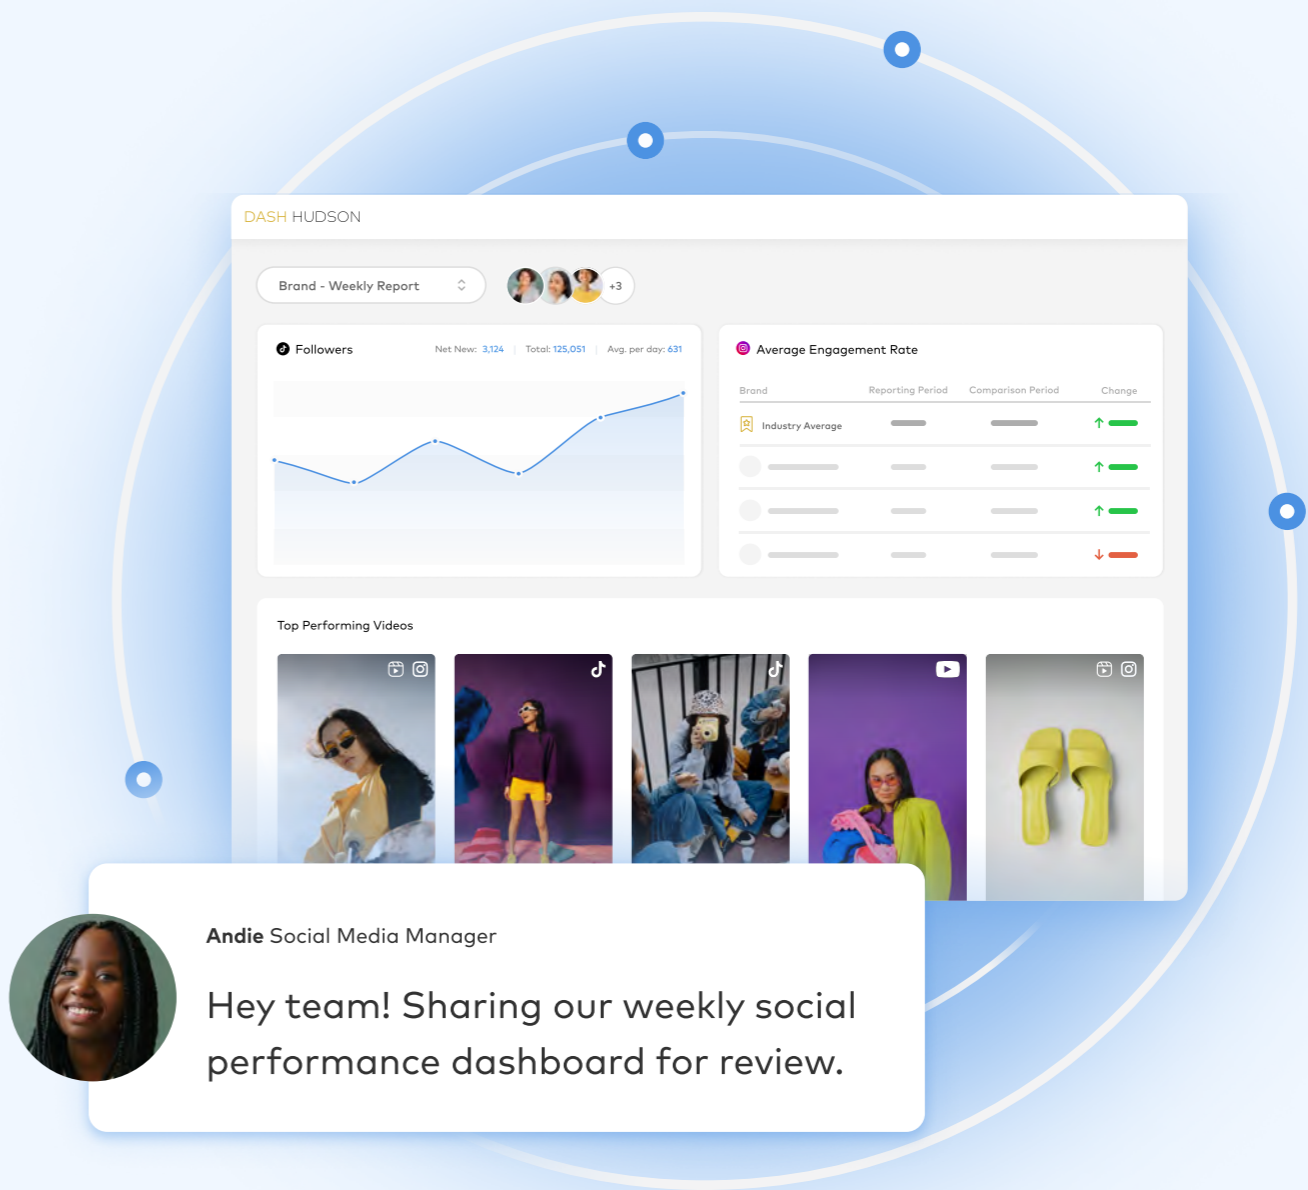 DASH HUDSON
Brand - Weekly Report
+3
Followers
Net New: 3,124 | Total: 125,051 | Avg. per day: 631
Average Engagement Rate
Brand Reporting Period Comparison Period Change
Industry Average
Top Performing Videos
Andie Social Media Manager
Hey team! Sharing our weekly social
performance dashboard for review.